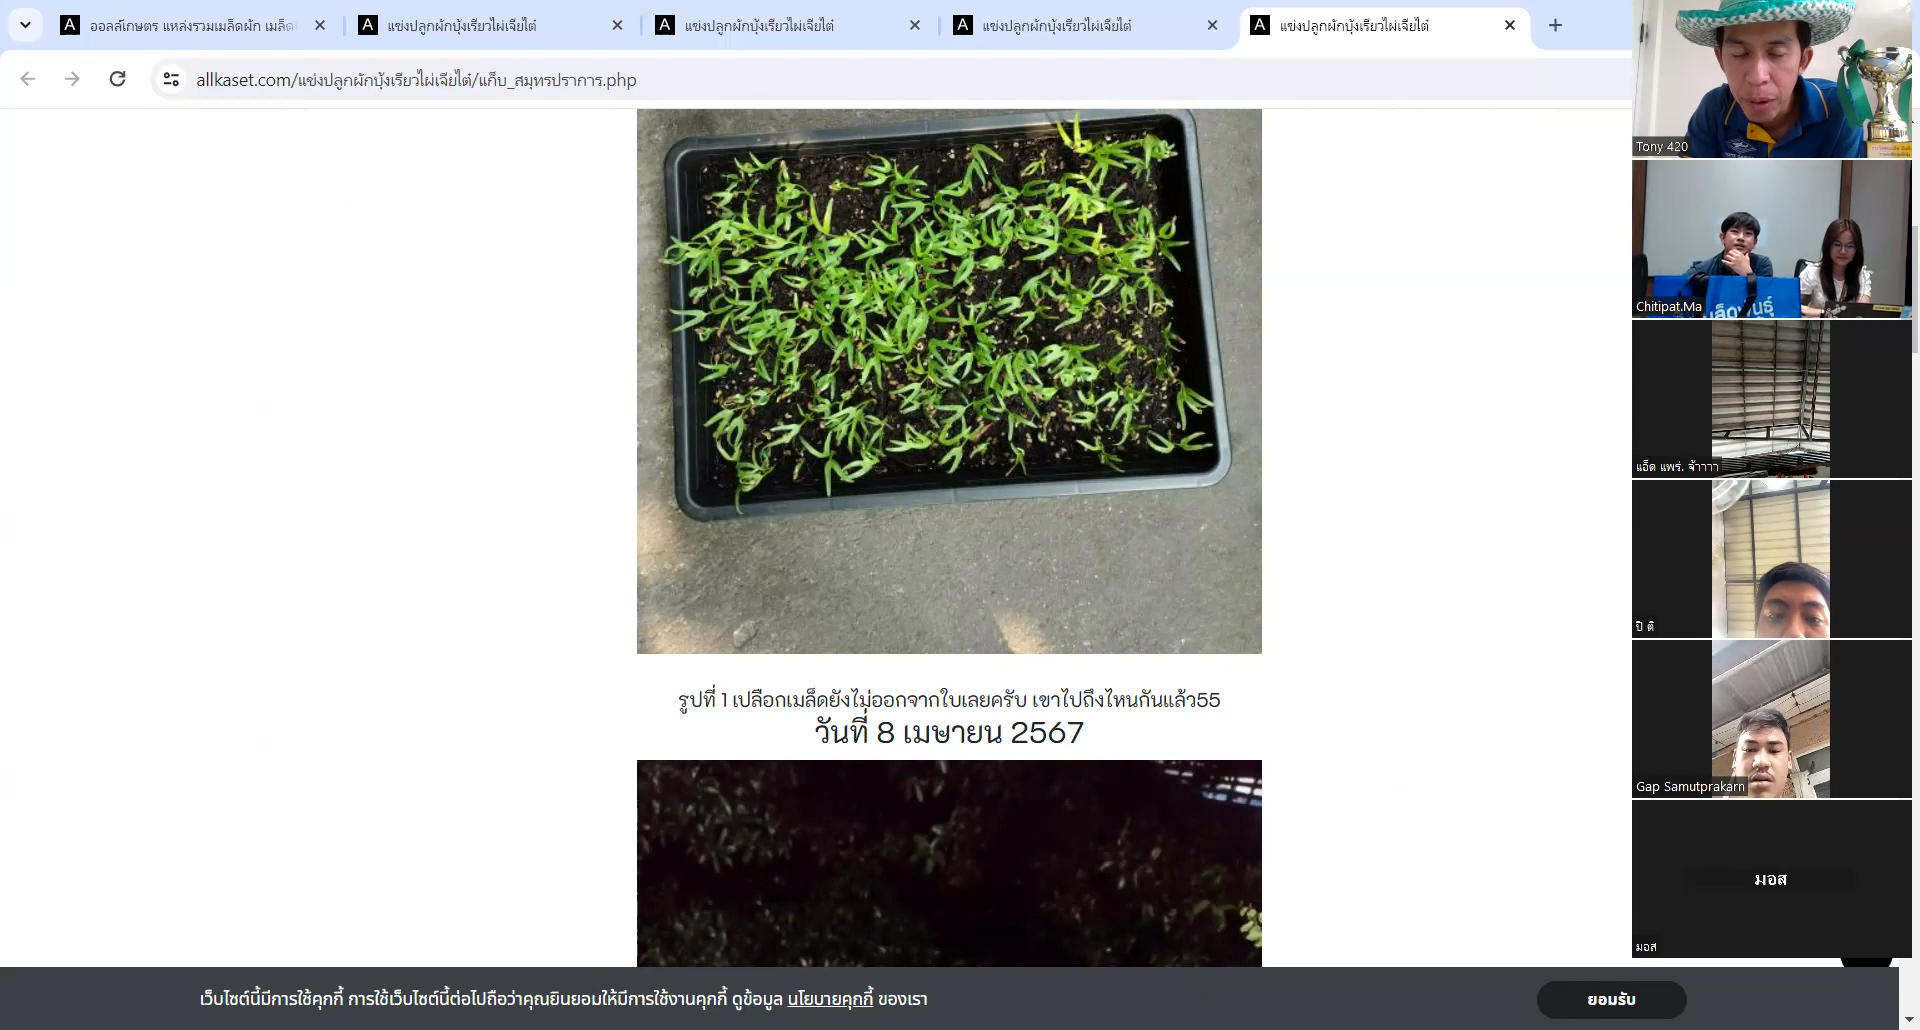 ออลล์เกษตร แหล่งรวมเมล็ดผัก เมล็ด
แข่งปลูกผักบุ้งเรียวไผ่เจียไต๋
แข่งปลูกผักบุ้งเรียวไผ่เจียไต๋
แข่งปลูกผักบุ้งเรียวไผ่เจียไต๋
แข่งปลูกผักบุ้งเรียวไผ่เจียไต๋
allkaset.com/แข่งปลูกผักบุ้งเรียวไผ่เจียไต๋/แก็บ_สมุทรปราการ.php
Tony 420
Chitipat.Ma
แอ็ด แพร่. จ้าาาา
ปิ ติ
Gap Samutprakarn
มอส
มอส
รูปที่ 1 เปลือกเมล็ดยังไม่ออกจากใบเลยครับ เขาไปถึงไหนกันแล้ว55
วันที่ 8 เมษายน 2567
เว็บไซต์นี้มีการใช้คุกกี้ การใช้เว็บไซต์นี้ต่อไปถือว่าคุณยินยอมให้มีการใช้งานคุกกี้ ดูข้อมูล นโยบายคุกกี้ ของเรา
ยอมรับ